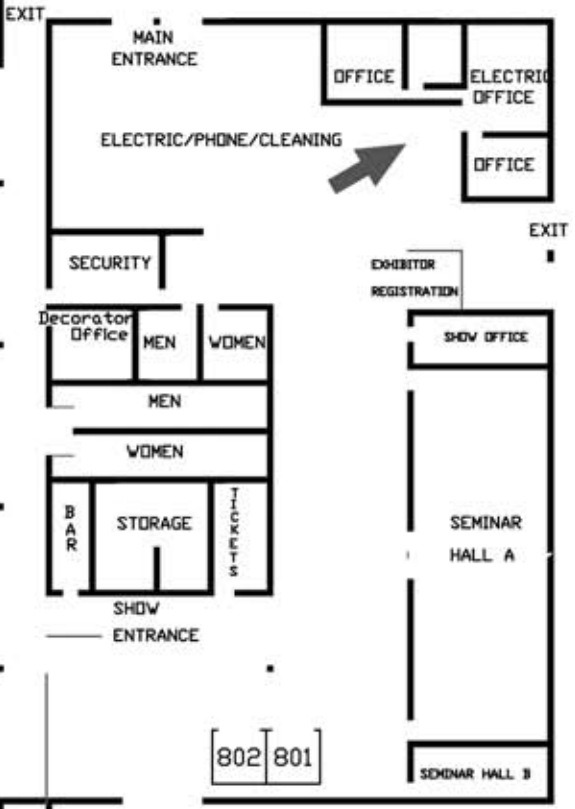 EXIT
MAIN
ENTRANCE
OFFICE
ELECTRIC
OFFICE
ELECTRIC/PHONE/CLEANING
OFFICE
EXIT
SECURITY
EXHIBITOR
REGISTRATION
Decorator
Office
MEN
WOMEN
SHOW OFFICE
MEN
WOMEN
BAR
STORAGE
TICKETS
SEMINAR
HALL A
SHOW
ENTRANCE
802
801
SEMINAR HALL B